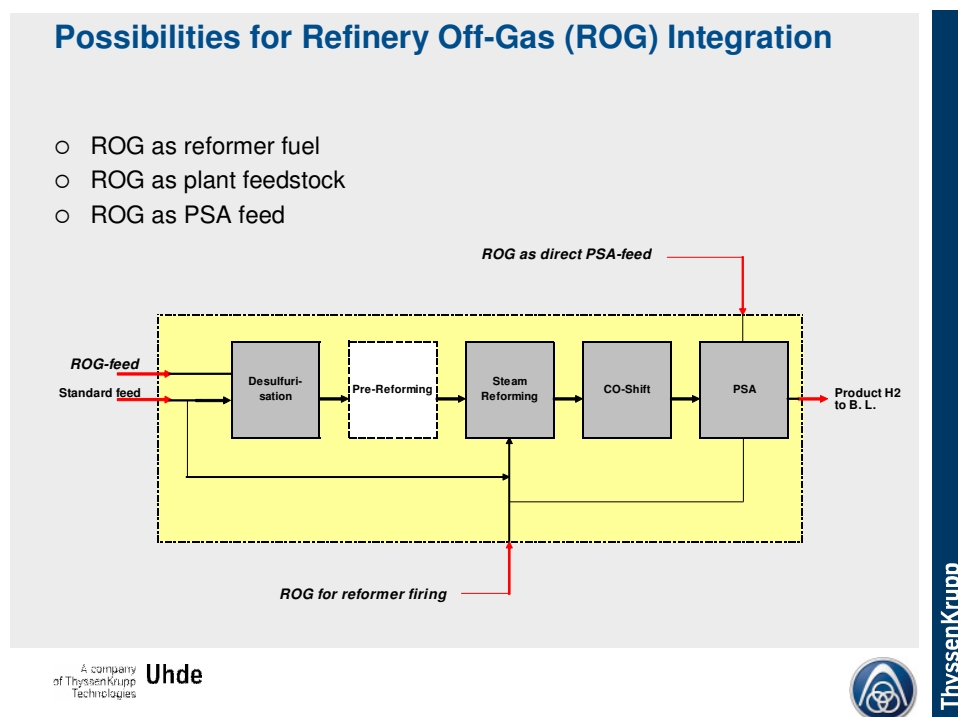 Possibilities for Refinery Off-Gas (ROG) Integration
ROG as reformer fuel
ROG as plant feedstock
ROG as PSA feed
ROG as direct PSA-feed
ROG-feed
Standard feed
Desulfuri-
sation
Pre-Reforming
Steam
Reforming
CO-Shift
PSA
Product H2
to B. L.
ROG for reformer firing
A company
of ThyssenKrupp
Technologies
Uhde
ThyssenKrupp